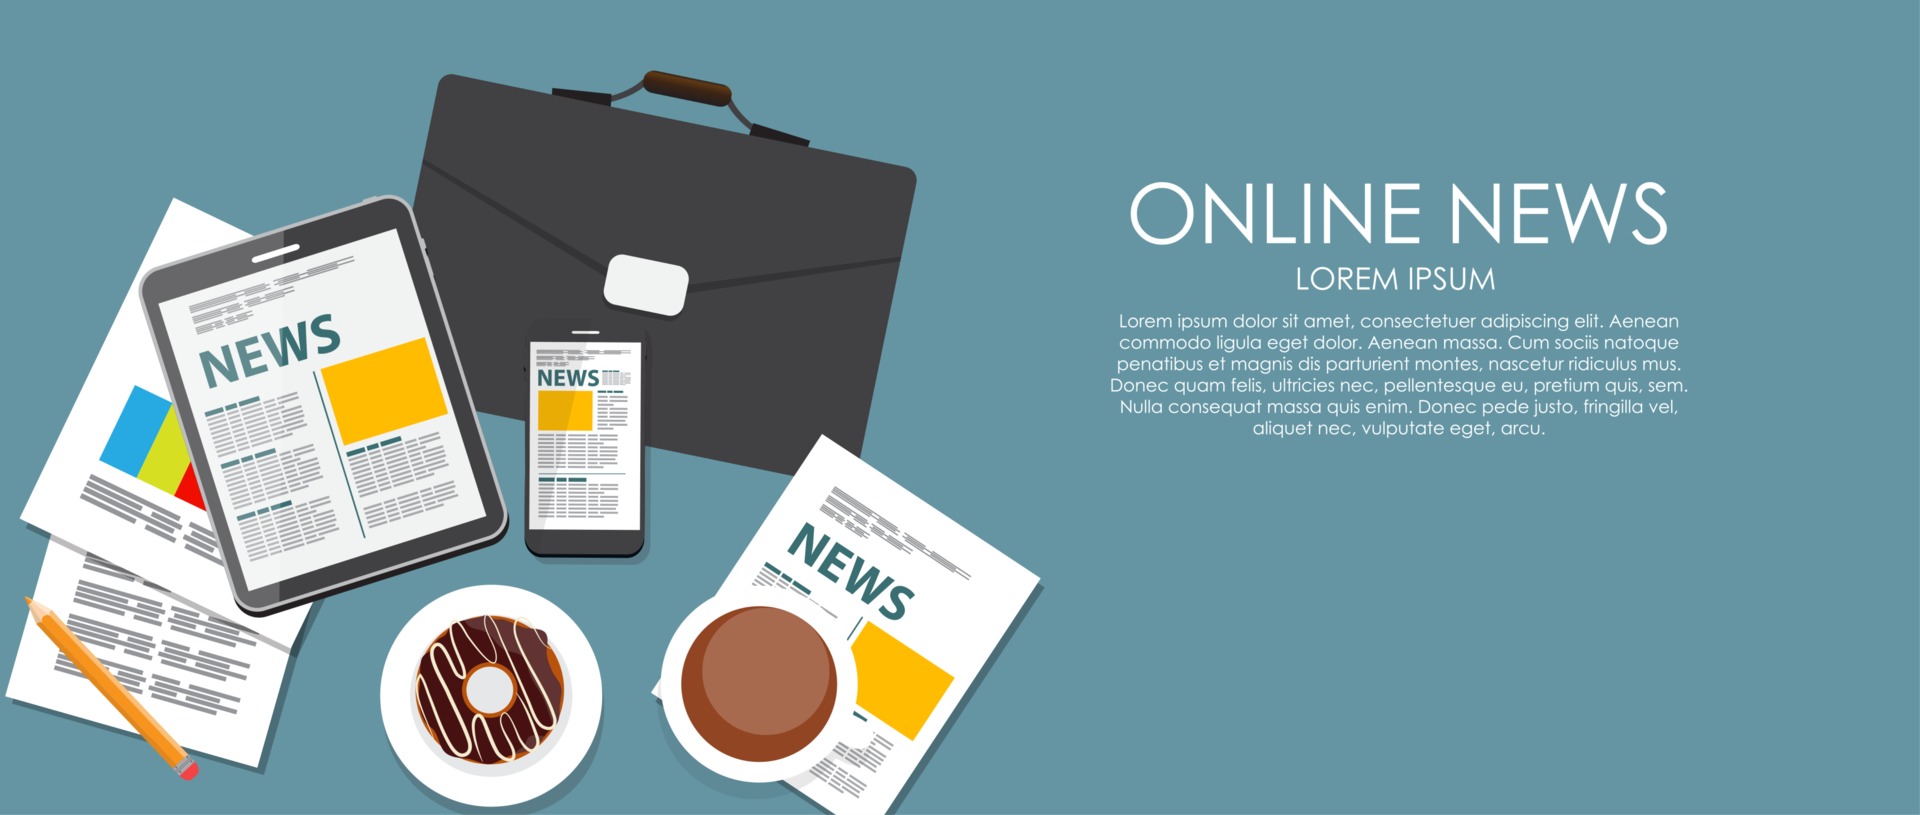 ONLINE NEWS
LOREM IPSUM
Lorem ipsum dolor sit amet, consectetuer adipiscing elit. Aenean
commodo ligula eget dolor. Aenean massa. Cum sociis natoque
penatibus et magnis dis parturient montes, nascetur ridiculus mus.
Donec quam felis, ultricies nec, pellentesque eu, pretium quis, sem.
Nulla consequat massa quis enim. Donec pede justo, fringilla vel,
aliquet nec, vulputate eget, arcu.
NEWS
NEWS
NEWS